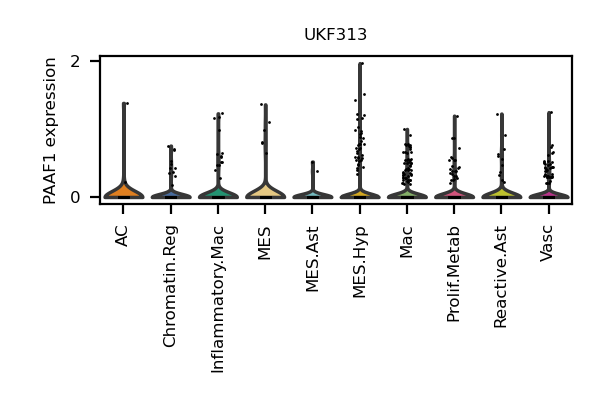 UKF313
PAAF1 expression
2
0
AC
Chromatin.Reg
Inflammatory.Mac
MES
MES.Ast
MES.Hyp
Mac
Prolif.Metab
Reactive.Ast
Vasc